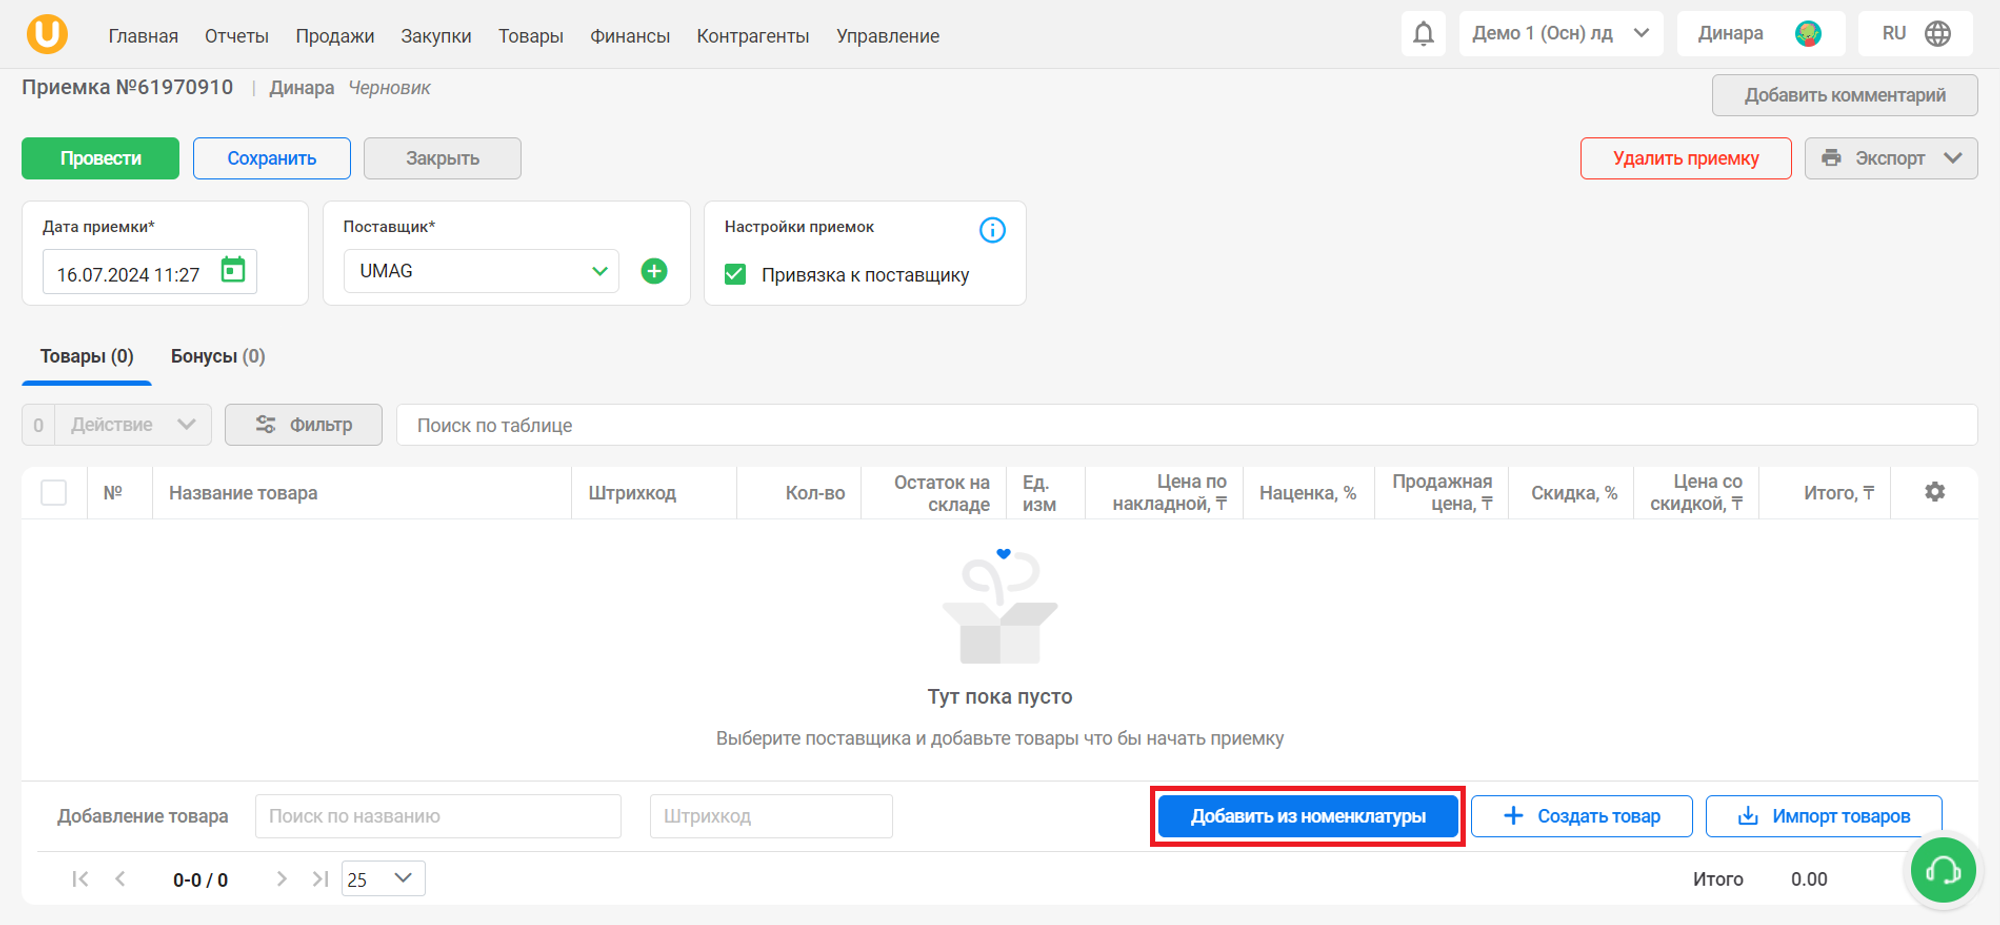 Главная Отчеты Продажи Закупки Товары Финансы Контрагенты Управление Демо 1 (Осн) лд Динара RU
Приемка №61970910 | Динара Черновик
Добавить комментарий
Провести Сохранить Закрыть Удалить приемку Экспорт
Дата приемки* Поставщик* Настройки приемок
16.07.2024 11:27 UMAG Привязка к поставщику
Товары (0) Бонусы (0)
0 Действие Фильтр Поиск по таблице
№ Название товара Штрихкод Кол-во
Остаток на
складе
Ед.
изм
Цена по
накладной, ₸
Наценка, %
Продажная
цена, ₸
Скидка, %
Цена со
скидкой, ₸
Итого, ₸
Тут пока пусто
Выберите поставщика и добавьте товары что бы начать приемку
Добавление товара Поиск по названию Штрихкод Добавить из номенклатуры Создать товар Импорт товаров
0-0 / 0 25 Итого 0.00